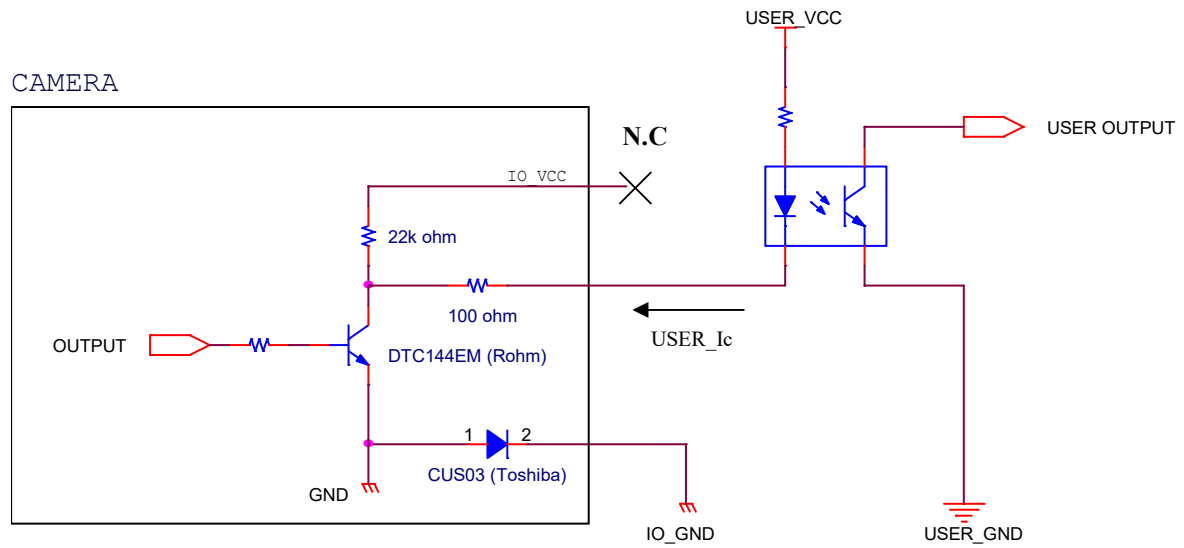 USER_VCC
CAMERA
N.C
USER OUTPUT
IO_VCC
22k ohm
100 ohm
USER_Ic
OUTPUT
DTC144EM (Rohm)
1 2
CUS03 (Toshiba)
GND
IO_GND
USER_GND